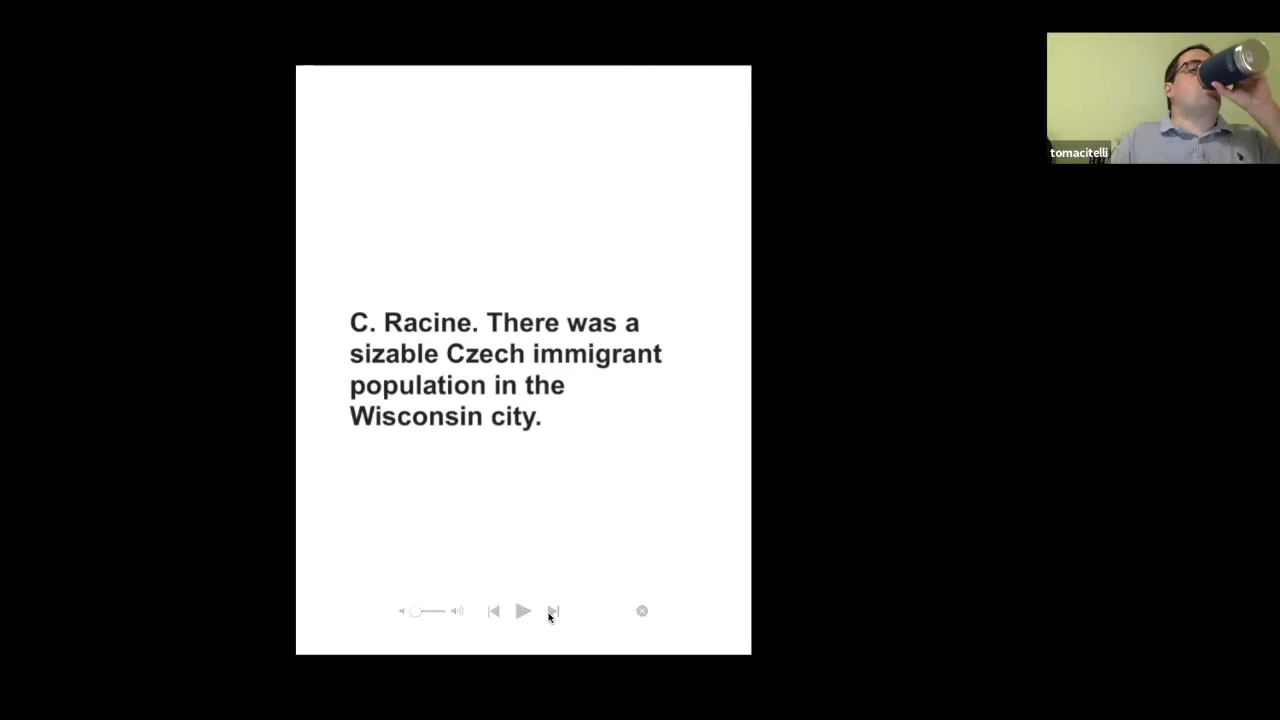 C. Racine. There was a
sizable Czech immigrant
population in the
Wisconsin city.
tomacitelli